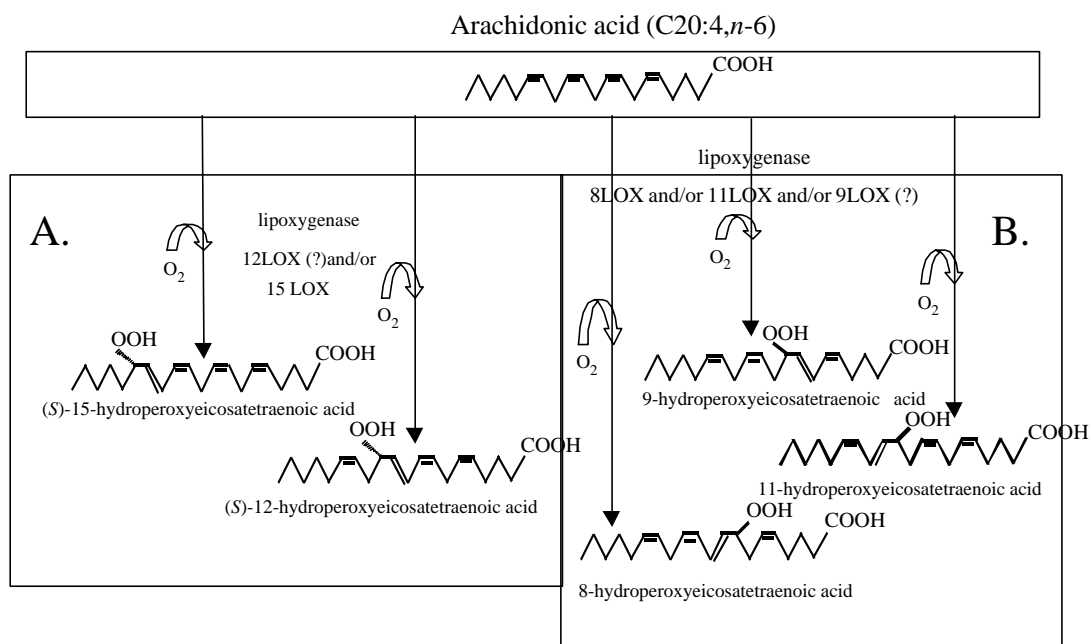 Arachidonic acid (C20:4,n-6)
COOH
lipoxygenase
8LOX and/or 11LOX and/or 9LOX (?)
A.
lipoxygenase
12LOX (?)and/or
15 LOX
O2
O2
B.
O2
O2
O2
OOH
COOH
(S)-15-hydroperoxyeicosatetraenoic acid
OOH
COOH
(S)-12-hydroperoxyeicosatetraenoic acid
OOH
COOH
9-hydroperoxyeicosatetraenoic acid
OOH
COOH
11-hydroperoxyeicosatetraenoic acid
OOH
COOH
8-hydroperoxyeicosatetraenoic acid